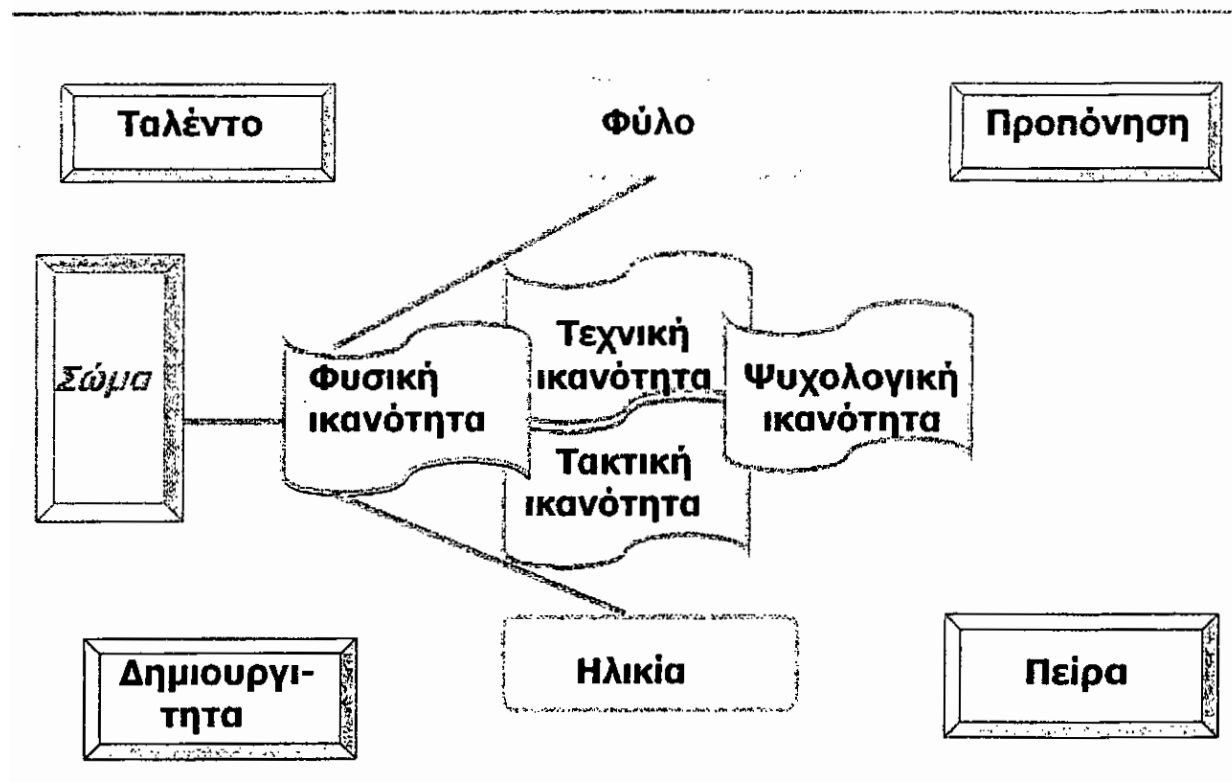 Ταλέντο
Φύλο
Προπόνηση
Σώμα
Φυσική
ικανότητα
Τεχνική
ικανότητα
Ψυχολογική
ικανότητα
Τακτική
ικανότητα
Δημιουργι-
τητα
Ηλικία
Πείρα